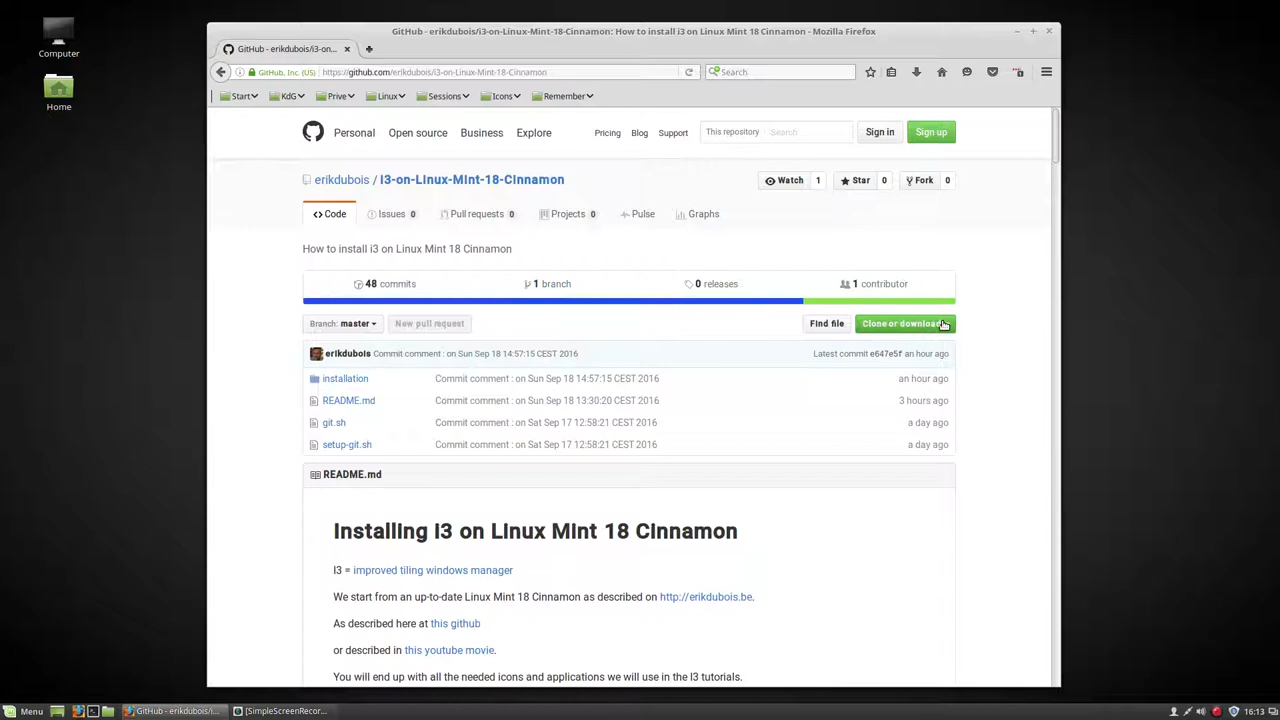 Computer
Home
GitHub - erikdubois/i3-on-Linux-Mint-18-Cinnamon: How to install i3 on Linux Mint 18 Cinnamon - Mozilla Firefox
GitHub - erikdubois/i3-on...
GitHub, Inc. (US) https://github.com/erikdubois/i3-on-Linux-Mint-18-Cinnamon Search
Start KdG Prive Linux Sessions Icons Remember
Personal Open source Business Explore Pricing Blog Support This repository Search Sign in Sign up
erikdubois / I3-on-Linux-Mint-18-Cinnamon Watch 1 Star 0 Fork 0
Code Issues 0 Pull requests 0 Projects 0 Pulse Graphs
How to install i3 on Linux Mint 18 Cinnamon
48 commits 1 branch 0 releases 1 contributor
Branch: master New pull request Find file Clone or download
erikdubois Commit comment : on Sun Sep 18 14:57:15 CEST 2016 Latest commit e647e5f an hour ago
installation Commit comment : on Sun Sep 18 14:57:15 CEST 2016 an hour ago
README.md Commit comment : on Sun Sep 18 13:30:20 CEST 2016 3 hours ago
git.sh Commit comment : on Sat Sep 17 12:58:21 CEST 2016 a day ago
setup-git.sh Commit comment : on Sat Sep 17 12:58:21 CEST 2016 a day ago
README.md
Installing I3 on Linux Mint 18 Cinnamon
I3 = improved tiling windows manager
We start from an up-to-date Linux Mint 18 Cinnamon as described on http://erikdubois.be.
As described here at this github
or described in this youtube movie.
You will end up with all the needed icons and applications we will use in the I3 tutorials.
Menu GitHub - erikdubois/i... [SimpleScreenRecor... 16:13